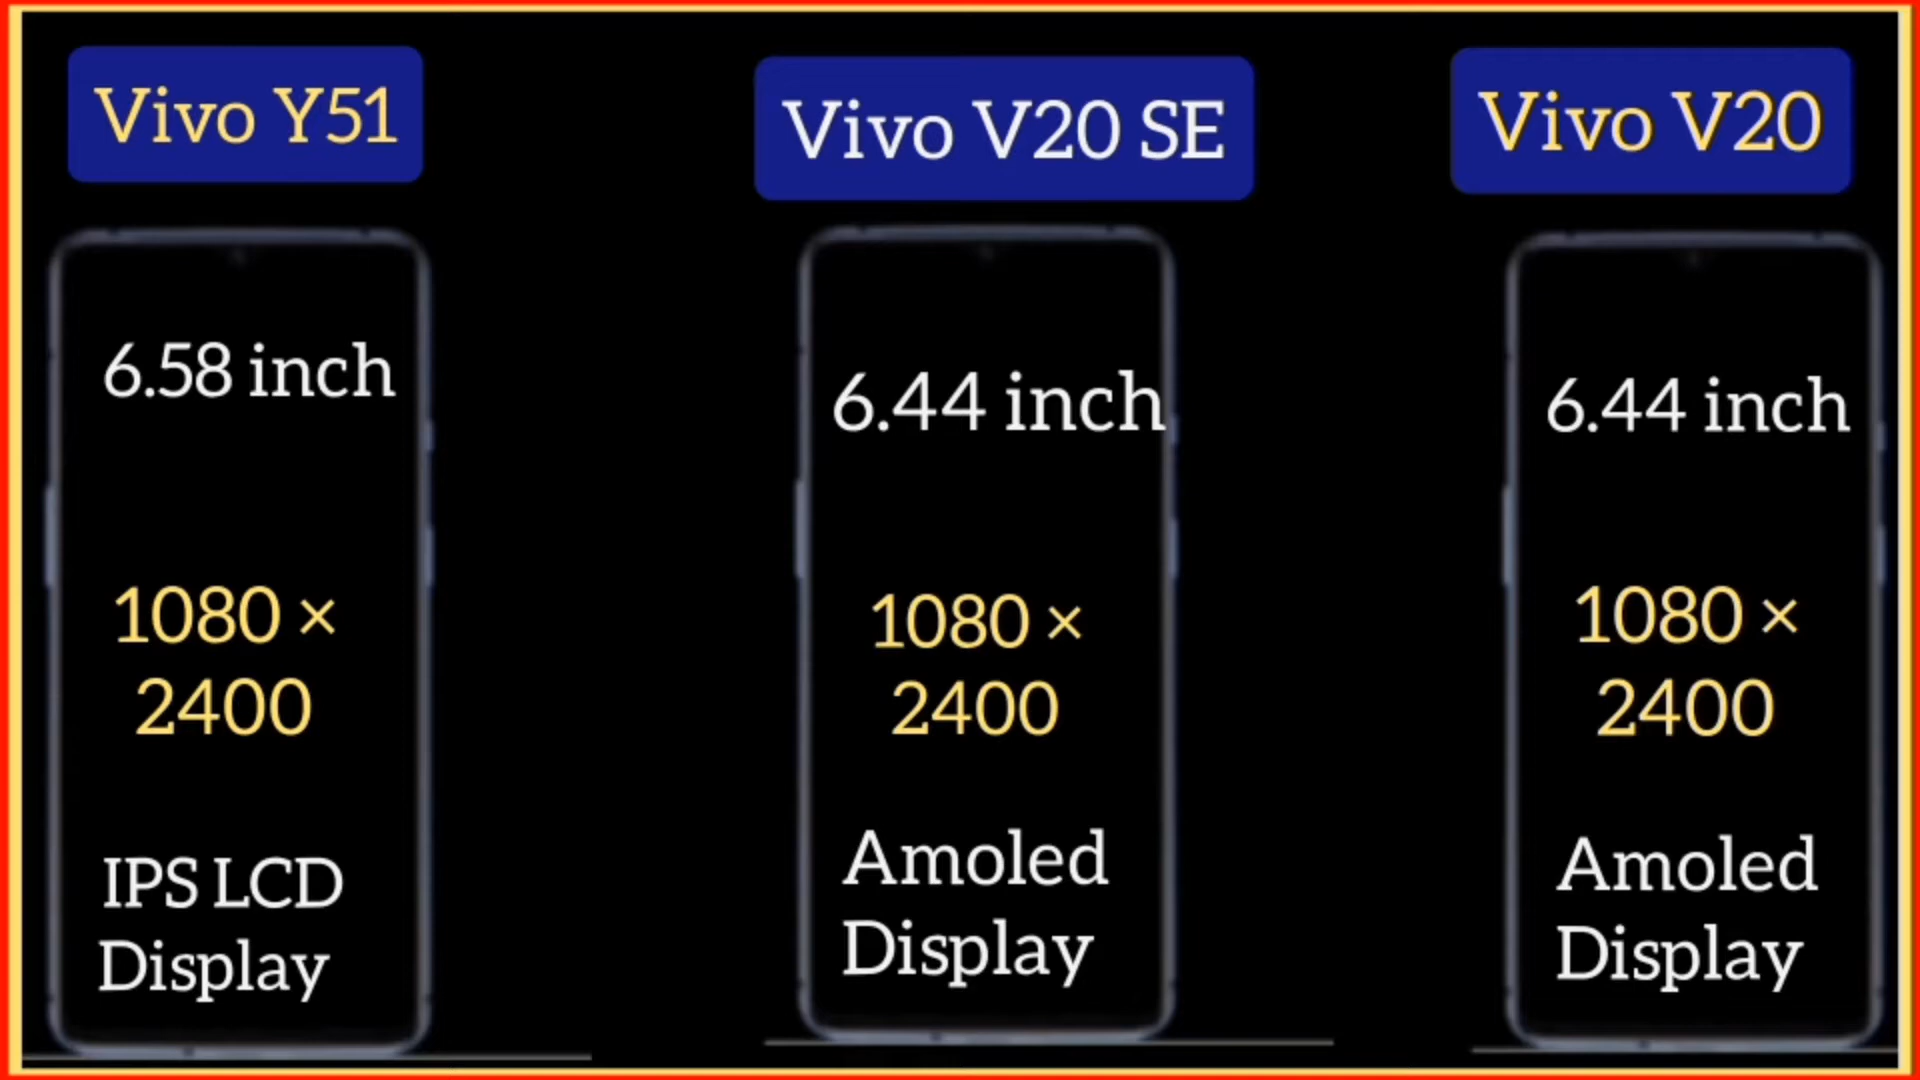 Vivo Y51
6.58 inch
1080 ×
2400
IPS LCD
Display
Vivo V20 SE
6.44 inch
1080 ×
2400
Amoled
Display
Vivo V20
6.44 inch
1080 ×
2400
Amoled
Display